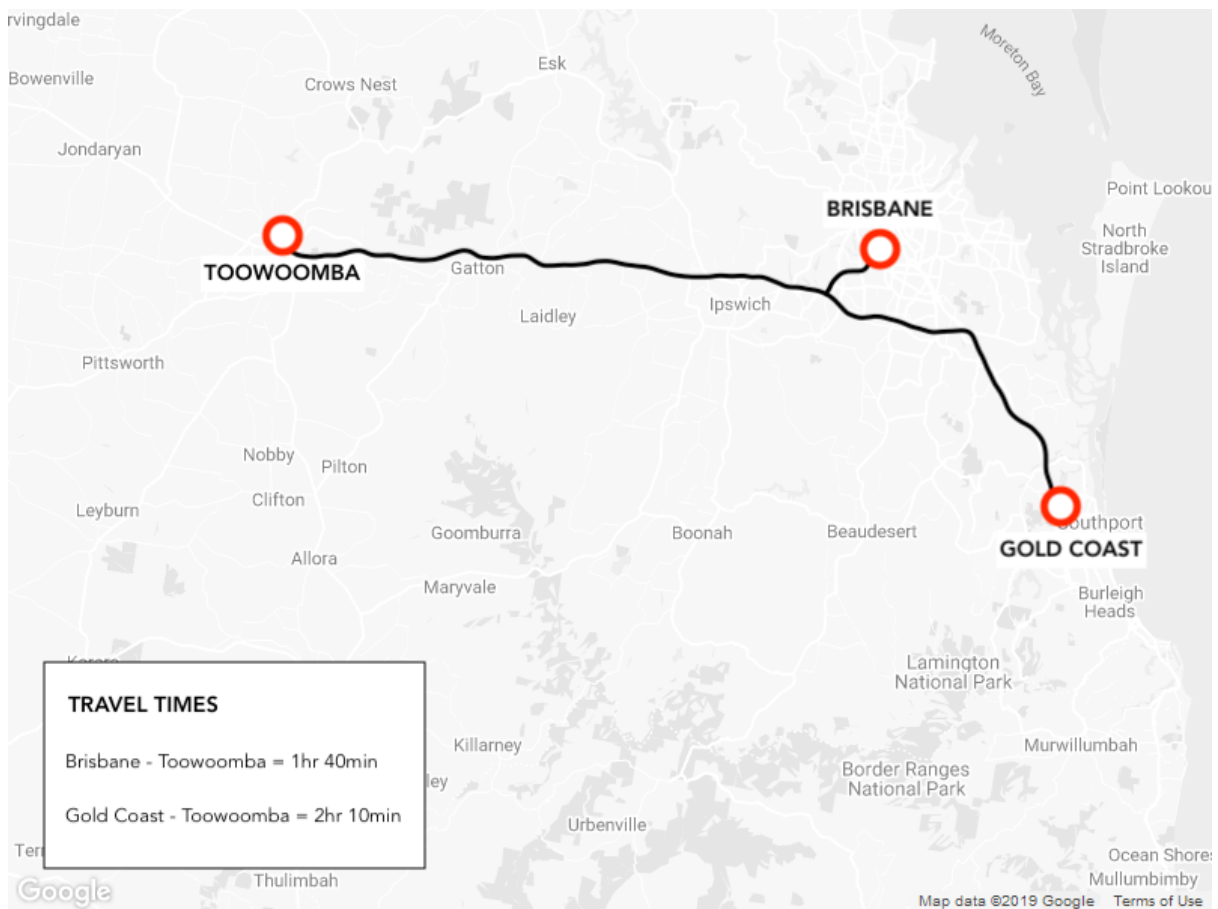 rvingdale
Bowenville
Crows Nest
Esk
Moreton Bay
Jondaryan
Point Lookou
BRISBANE
North
Stradbroke
Island
TOOWOOMBA
Gatton
Ipswich
Laidley
Pittsworth
Nobby
Pilton
Clifton
Leyburn
Goomburra
Boonah
Beaudesert
Southport
GOLD COAST
Allora
Maryvale
Burleigh
Heads
Lamington
National Park
TRAVEL TIMES
Brisbane - Toowoomba = 1hr 40min
Gold Coast - Toowoomba = 2hr 10min
Killarney
ley
Murwillumbah
Border Ranges
National Park
Urbenville
Ter
Thulimbah
Ocean Shores
Mullumbimby
Google
Map data ©2019 Google
Terms of Use